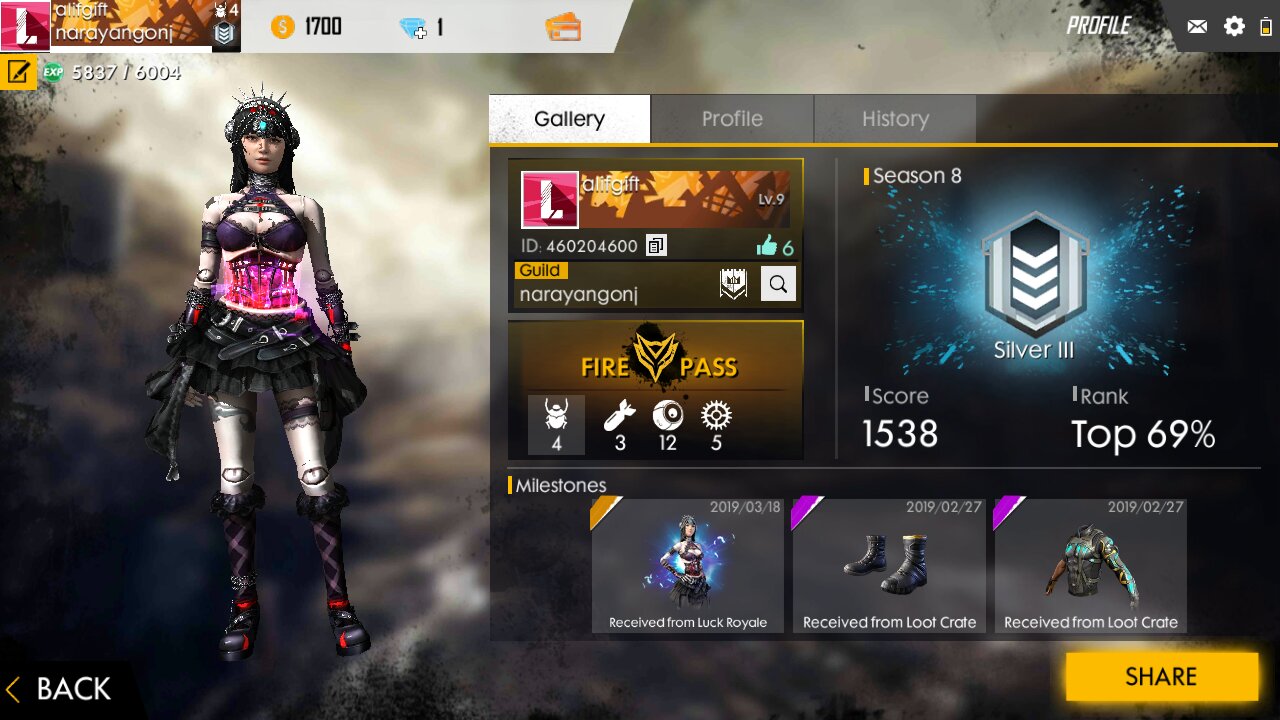 alifgift
narayangonj
4
1700
1
PROFILE
EXP 5837 / 6004
Gallery
Profile
History
L
alifgift
Lv.9
ID: 460204600
6
Guild
narayangonj
FIRE PASS
4
3
12
5
Season 8
Silver III
Score
1538
Rank
Top 69%
Milestones
2019/03/18
Received from Luck Royale
2019/02/27
Received from Loot Crate
2019/02/27
Received from Loot Crate
BACK
SHARE